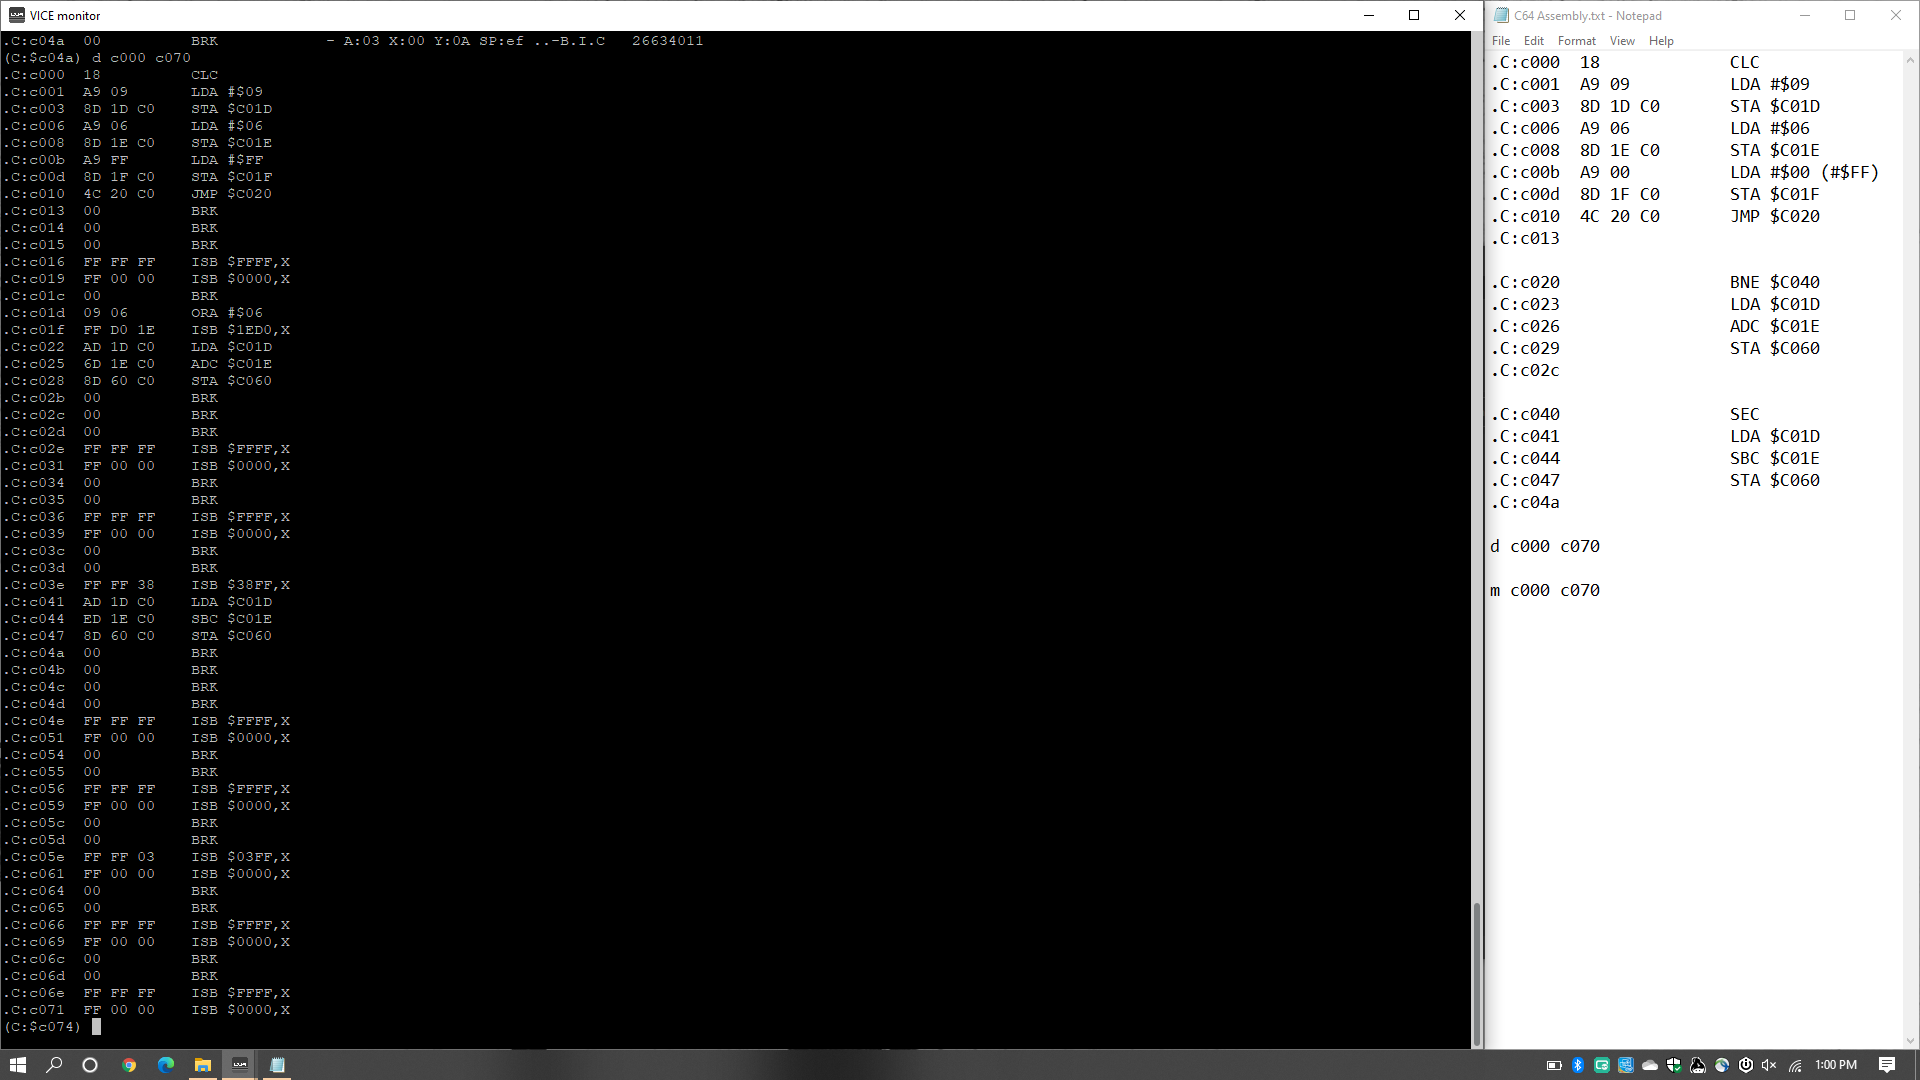 VICE monitor
.C:c04a  00          BRK            - A:03 X:00 Y:0A SP:ef ..-B.I.C   26634011
(C:$c04a) d c000 c070
.C:c000  18          CLC
.C:c001  A9 09       LDA #$09
.C:c003  8D 1D C0    STA $C01D
.C:c006  A9 06       LDA #$06
.C:c008  8D 1E C0    STA $C01E
.C:c00b  A9 FF       LDA #$FF
.C:c00d  8D 1F C0    STA $C01F
.C:c010  4C 20 C0    JMP $C020
.C:c013  00          BRK
.C:c014  00          BRK
.C:c015  00          BRK
.C:c016  FF FF FF    ISB $FFFF,X
.C:c019  FF 00 00    ISB $0000,X
.C:c01c  00          BRK
.C:c01d  09 06       ORA #$06
.C:c01f  FF D0 1E    ISB $1ED0,X
.C:c022  AD 1D C0    LDA $C01D
.C:c025  6D 1E C0    ADC $C01E
.C:c028  8D 60 C0    STA $C060
.C:c02b  00          BRK
.C:c02c  00          BRK
.C:c02d  00          BRK
.C:c02e  FF FF FF    ISB $FFFF,X
.C:c031  FF 00 00    ISB $0000,X
.C:c034  00          BRK
.C:c035  00          BRK
.C:c036  FF FF FF    ISB $FFFF,X
.C:c039  FF 00 00    ISB $0000,X
.C:c03c  00          BRK
.C:c03d  00          BRK
.C:c03e  FF FF 38    ISB $38FF,X
.C:c041  AD 1D C0    LDA $C01D
.C:c044  ED 1E C0    SBC $C01E
.C:c047  8D 60 C0    STA $C060
.C:c04a  00          BRK
.C:c04b  00          BRK
.C:c04c  00          BRK
.C:c04d  00          BRK
.C:c04e  FF FF FF    ISB $FFFF,X
.C:c051  FF 00 00    ISB $0000,X
.C:c054  00          BRK
.C:c055  00          BRK
.C:c056  FF FF FF    ISB $FFFF,X
.C:c059  FF 00 00    ISB $0000,X
.C:c05c  00          BRK
.C:c05d  00          BRK
.C:c05e  FF FF 03    ISB $03FF,X
.C:c061  FF 00 00    ISB $0000,X
.C:c064  00          BRK
.C:c065  00          BRK
.C:c066  FF FF FF    ISB $FFFF,X
.C:c069  FF 00 00    ISB $0000,X
.C:c06c  00          BRK
.C:c06d  00          BRK
.C:c06e  FF FF FF    ISB $FFFF,X
.C:c071  FF 00 00    ISB $0000,X
(C:$c074)
C64 Assembly.txt - Notepad
File Edit Format View Help
.C:c000  18             CLC
.C:c001  A9 09          LDA #$09
.C:c003  8D 1D C0       STA $C01D
.C:c006  A9 06          LDA #$06
.C:c008  8D 1E C0       STA $C01E
.C:c00b  A9 00          LDA #$00 (#$FF)
.C:c00d  8D 1F C0       STA $C01F
.C:c010  4C 20 C0       JMP $C020
.C:c013
.C:c020                 BNE $C040
.C:c023                 LDA $C01D
.C:c026                 ADC $C01E
.C:c029                 STA $C060
.C:c02c
.C:c040                 SEC
.C:c041                 LDA $C01D
.C:c044                 SBC $C01E
.C:c047                 STA $C060
.C:c04a
d c000 c070
m c000 c070
1:00 PM